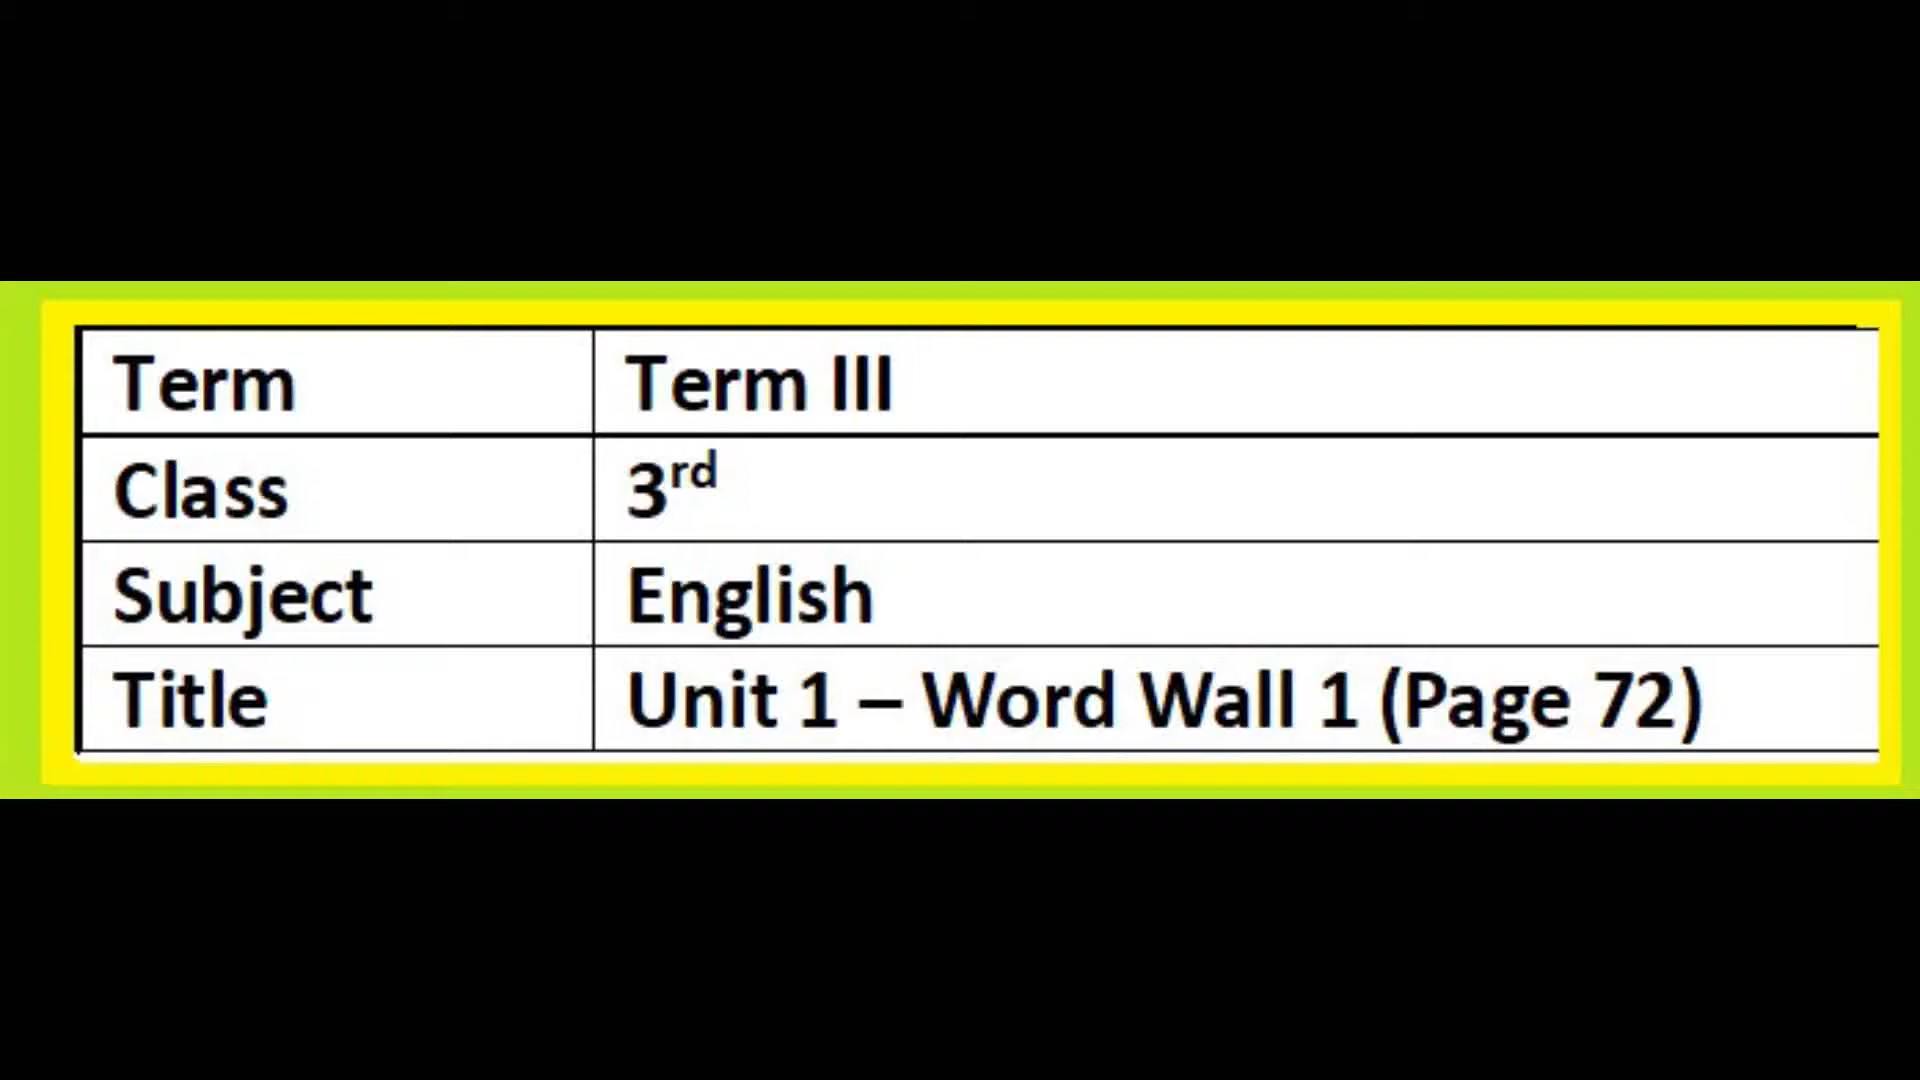 Term Term III
Class 3rd
Subject English
Title Unit 1 – Word Wall 1 (Page 72)